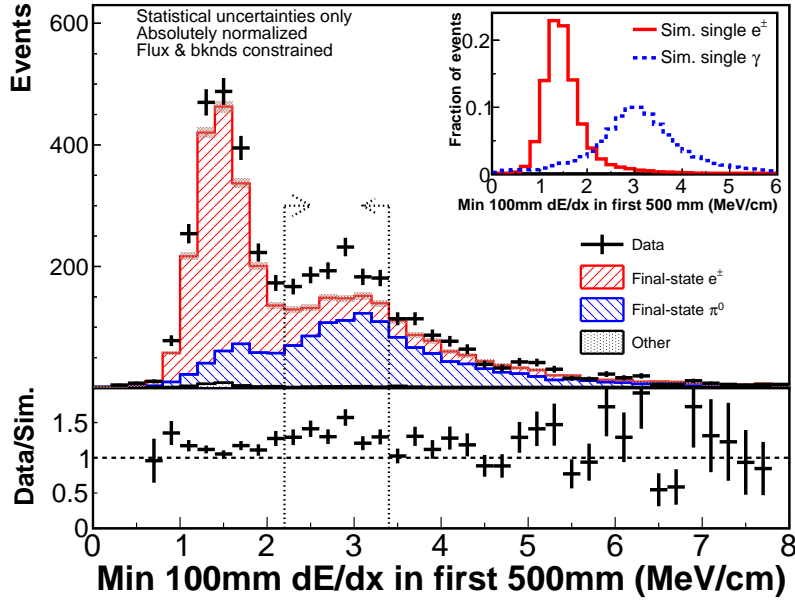 Statistical uncertainties only
Absolutely normalized
Flux & bknds constrained
Events
600
400
200
Fraction of events
0.2
0.1
0
Sim. single e±
Sim. single γ
0 1 2 3 4 5 6
Min 100mm dE/dx in first 500 mm (MeV/cm)
Data
Final-state e±
Final-state π⁰
Other
Data/Sim.
1.5
1
0.5
0
0 1 2 3 4 5 6 7 8
Min 100mm dE/dx in first 500mm (MeV/cm)